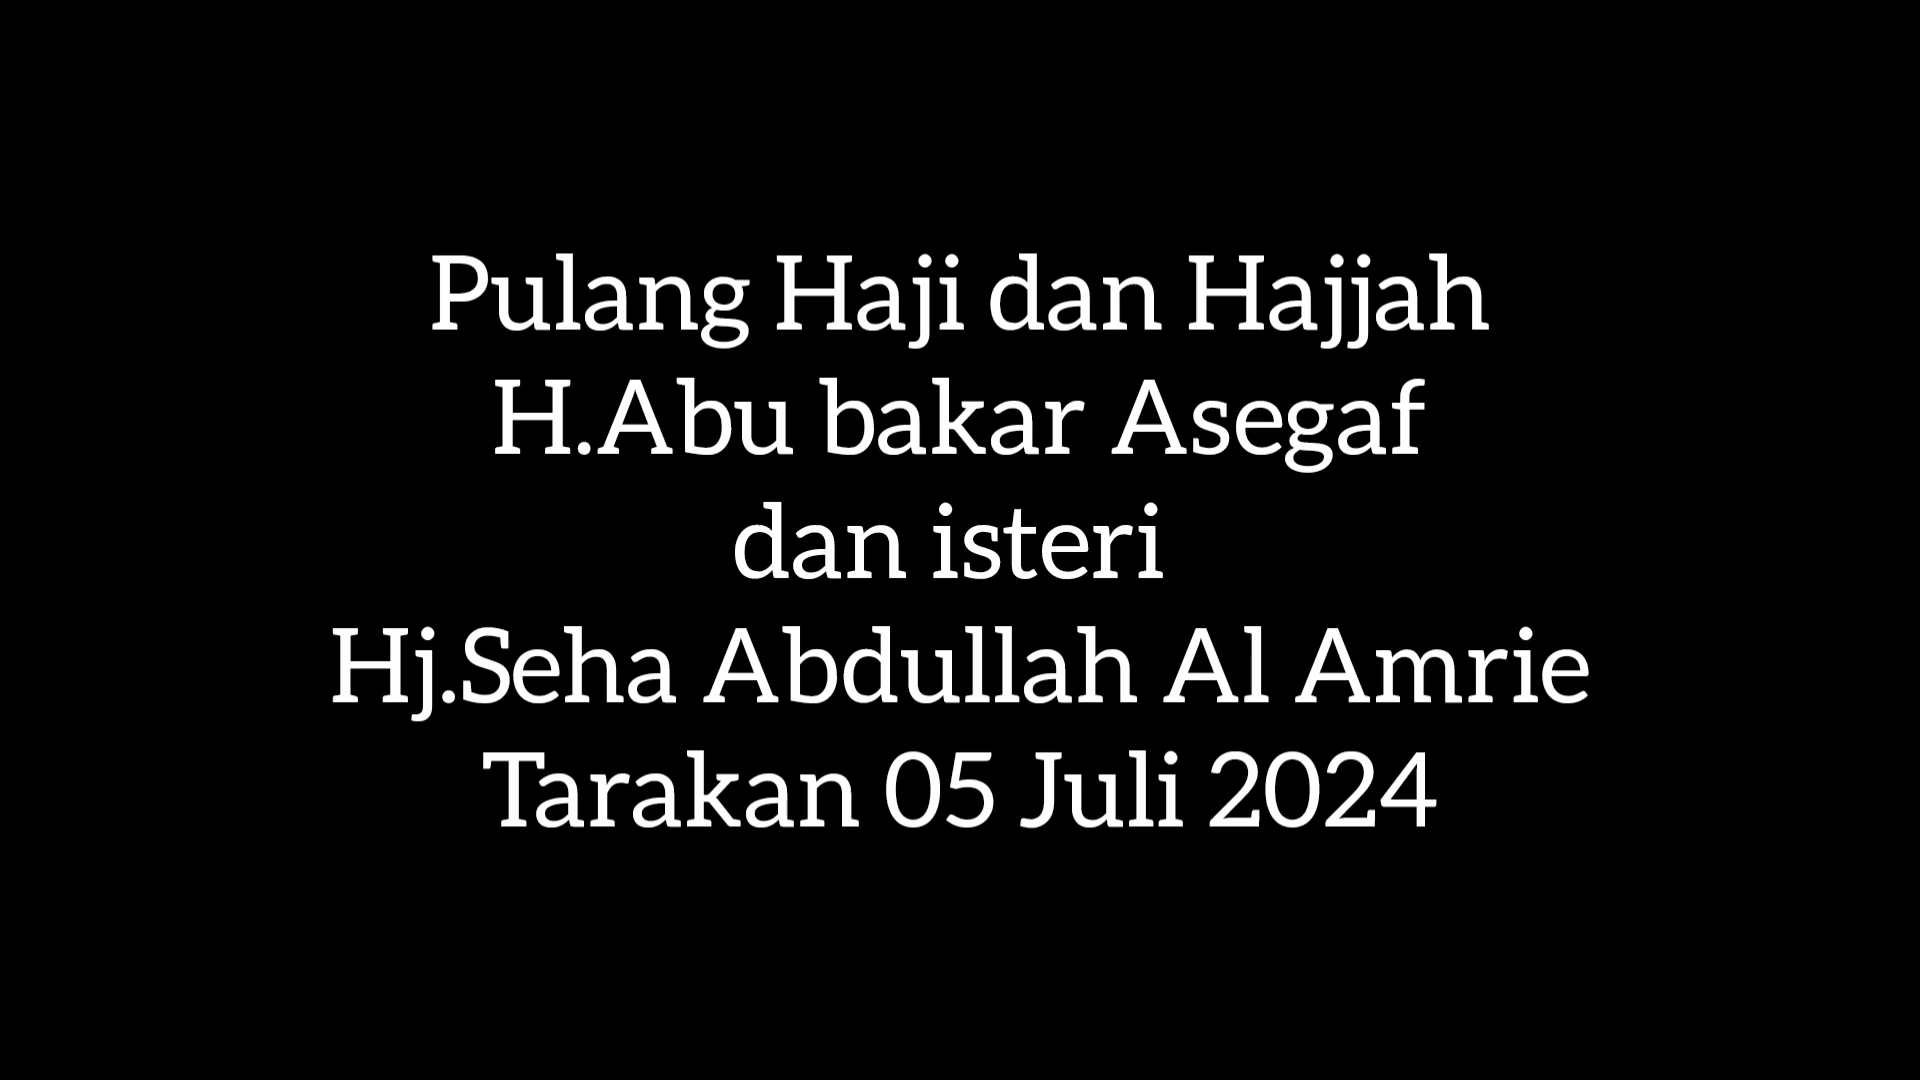 Pulang Haji dan Hajjah
H.Abu bakar Asegaf
dan isteri
Hj.Seha Abdullah Al Amrie
Tarakan 05 Juli 2024